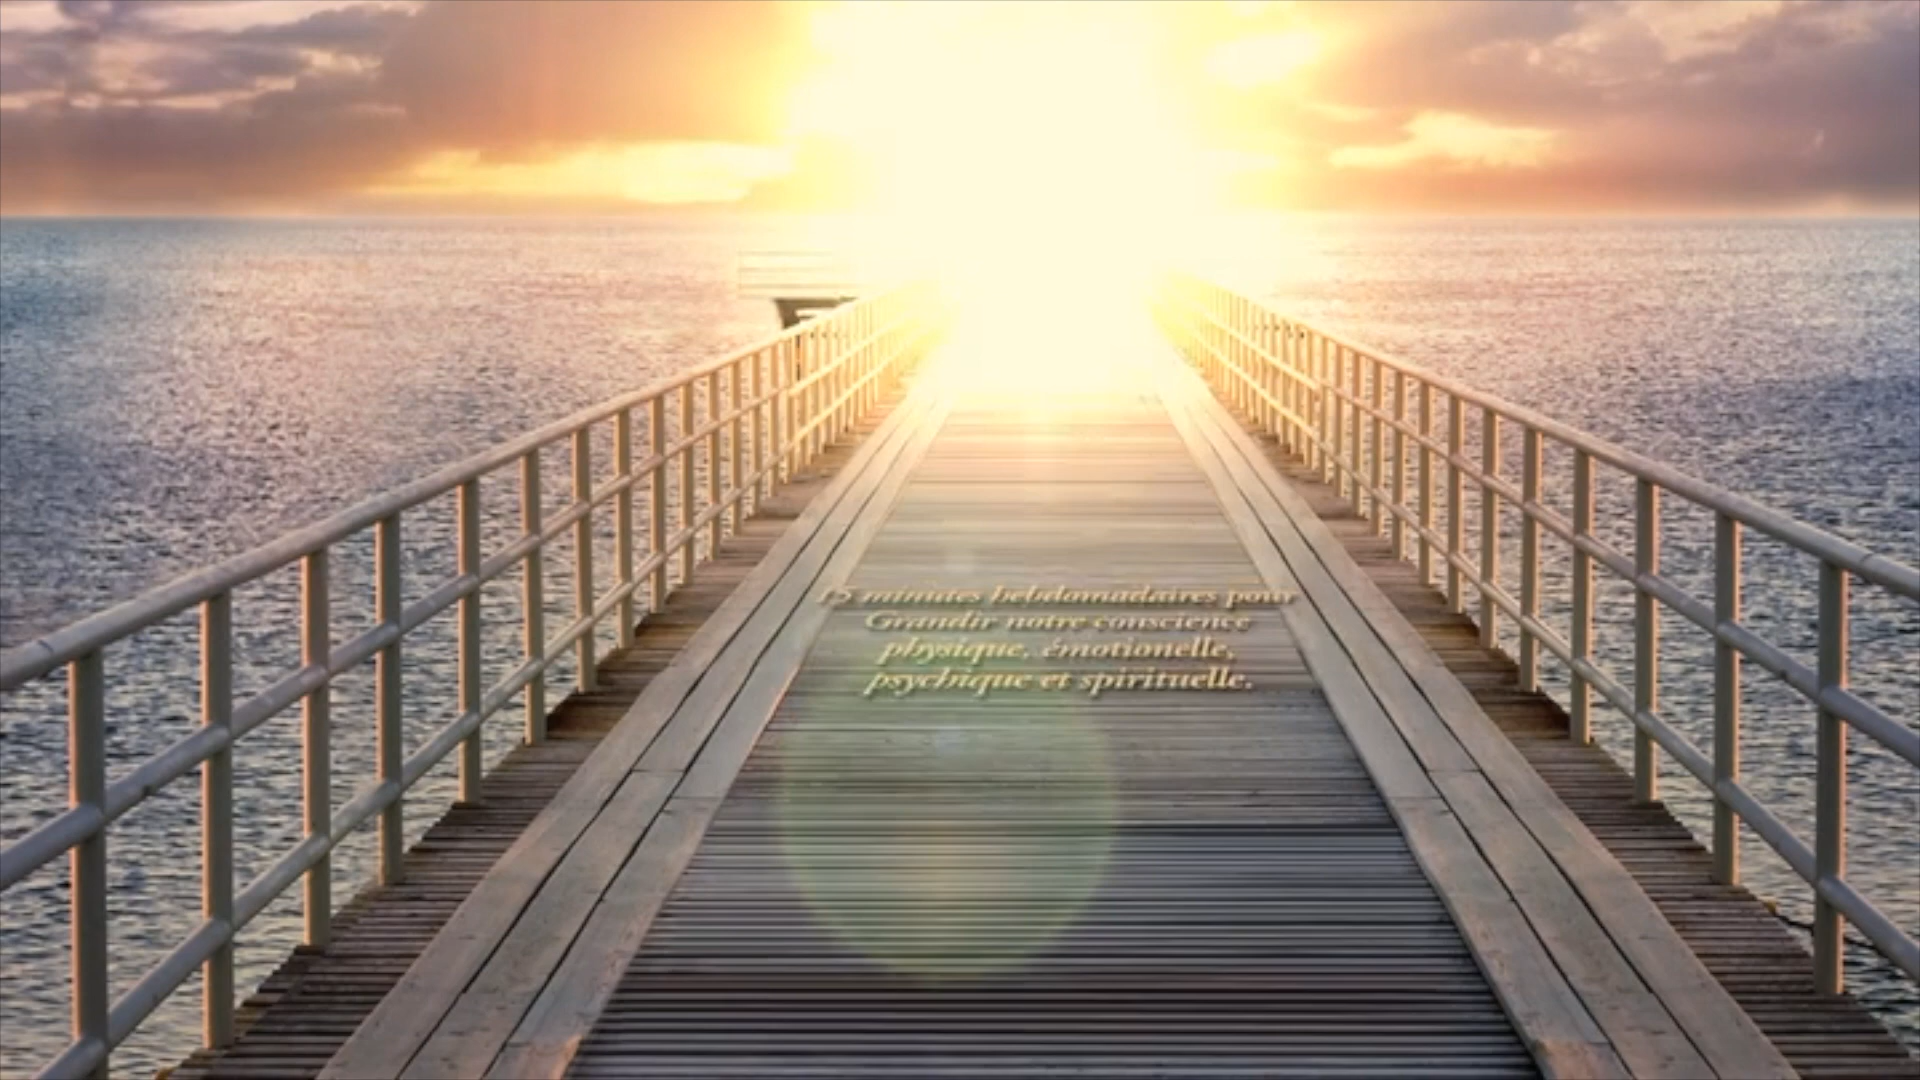 15 minutes hebdomadaires pour
Grandir notre conscience
physique, émotionelle,
psychique et spirituelle.